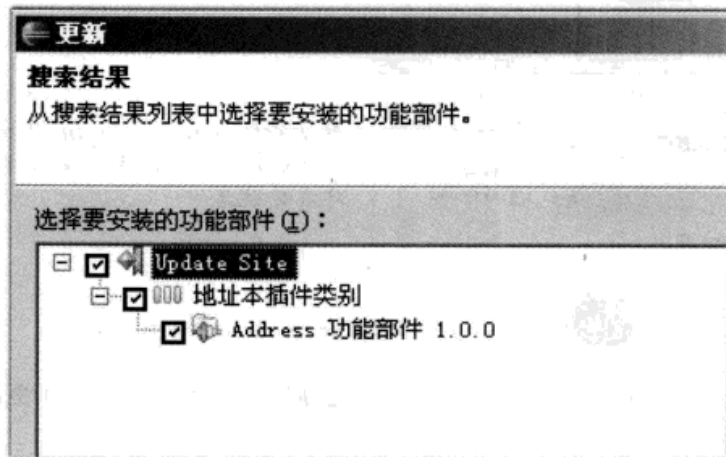 更新
搜索结果
从搜索结果列表中选择要安装的功能部件。
选择要安装的功能部件(I)：
Update Site
地址本插件类别
Address 功能部件 1.0.0